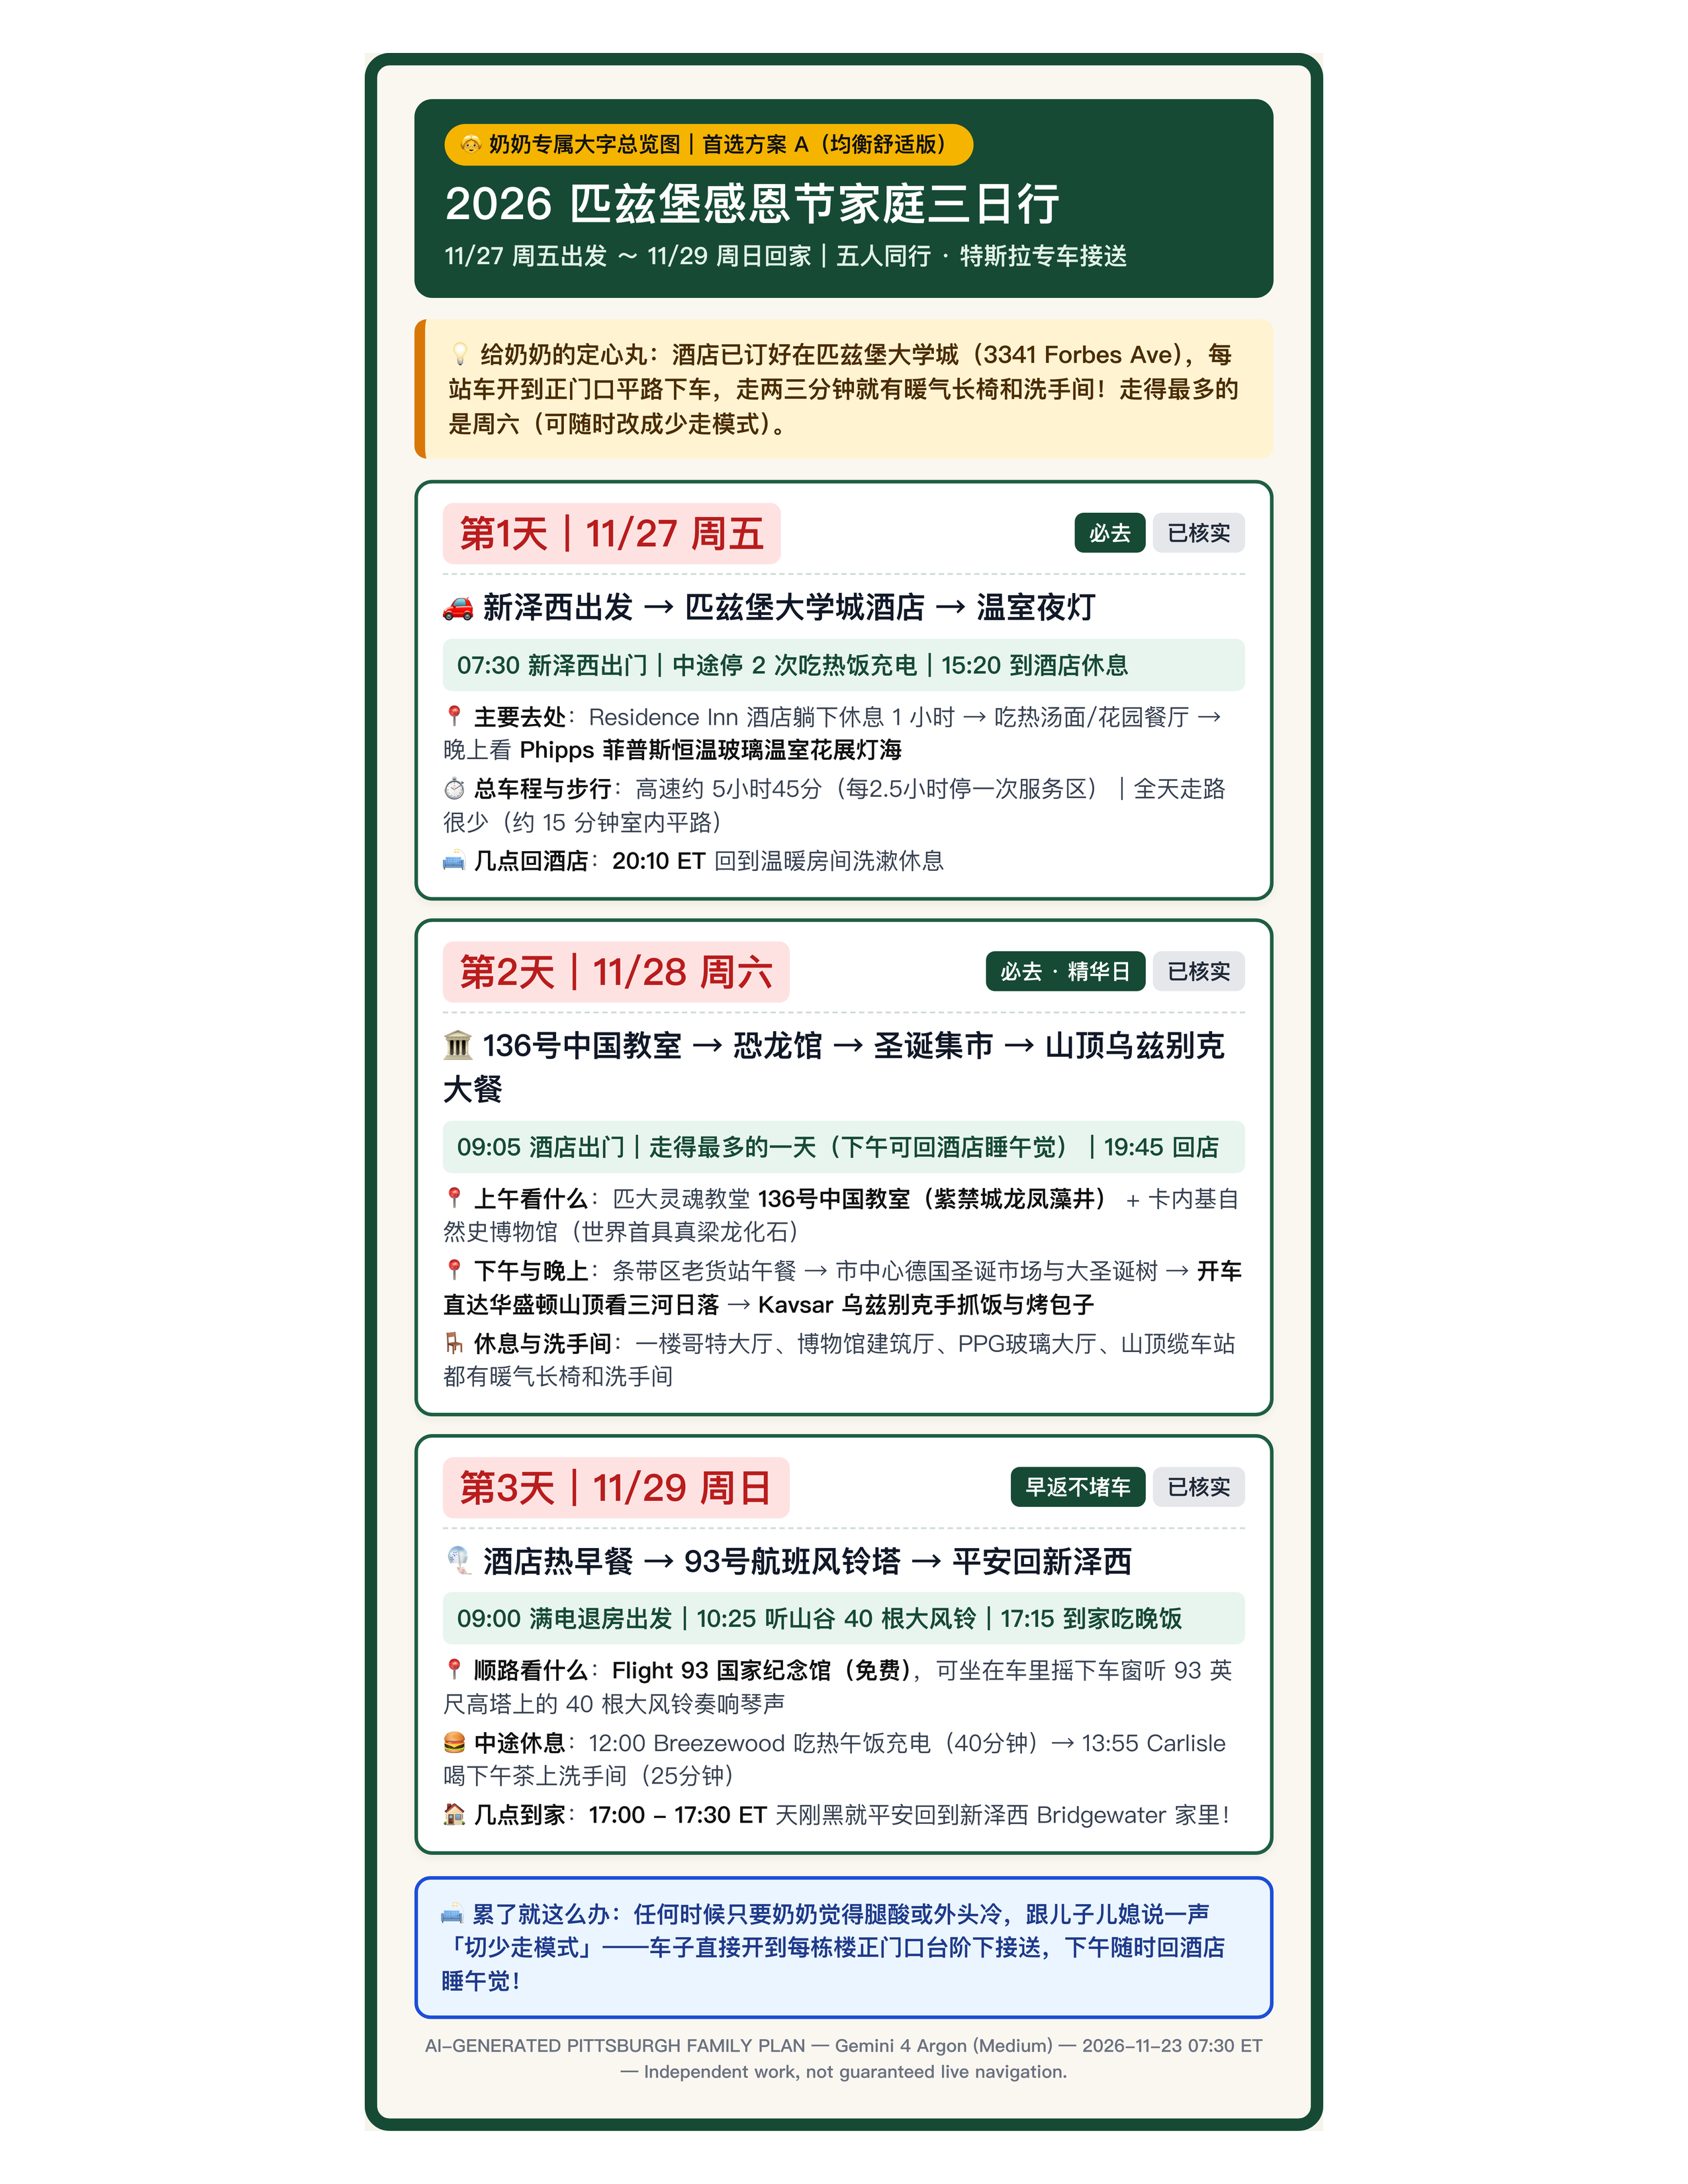 👵 奶奶专属大字总览图｜首选方案 A（均衡舒适版）
2026 匹兹堡感恩节家庭三日行
11/27 周五出发 ～ 11/29 周日回家｜五人同行 · 特斯拉专车接送
💡 给奶奶的定心丸：酒店已订好在匹兹堡大学城（3341 Forbes Ave），每
站车开到正门口平路下车，走两三分钟就有暖气长椅和洗手间！走得最多的
是周六（可随时改成少走模式）。
第1天｜11/27 周五
必去 已核实
🚗 新泽西出发 → 匹兹堡大学城酒店 → 温室夜灯
07:30 新泽西出门｜中途停 2 次吃热饭充电｜15:20 到酒店休息
📍 主要去处：Residence Inn 酒店躺下休息 1 小时 → 吃热汤面/花园餐厅 →
晚上看 Phipps 菲普斯恒温玻璃温室花展灯海
⏱️ 总车程与步行：高速约 5小时45分（每2.5小时停一次服务区）｜全天走路
很少（约 15 分钟室内平路）
🛌 几点回酒店：20:10 ET 回到温暖房间洗漱休息
第2天｜11/28 周六
必去 · 精华日 已核实
🏛️ 136号中国教室 → 恐龙馆 → 圣诞集市 → 山顶乌兹别克
大餐
09:05 酒店出门｜走得最多的一天（下午可回酒店睡午觉）｜19:45 回店
📍 上午看什么：匹大灵魂教堂 136号中国教室（紫禁城龙凤藻井） + 卡内基自
然史博物馆（世界首具真梁龙化石）
📍 下午与晚上：条带区老货站午餐 → 市中心德国圣诞市场与大圣诞树 → 开车
直达华盛顿山顶看三河日落 → Kavsar 乌兹别克手抓饭与烤包子
🪑 休息与洗手间：一楼哥特大厅、博物馆建筑厅、PPG玻璃大厅、山顶缆车站
都有暖气长椅和洗手间
第3天｜11/29 周日
早返不堵车 已核实
🎐 酒店热早餐 → 93号航班风铃塔 → 平安回新泽西
09:00 满电退房出发｜10:25 听山谷 40 根大风铃｜17:15 到家吃晚饭
📍 顺路看什么：Flight 93 国家纪念馆（免费），可坐在车里摇下车窗听 93 英
尺高塔上的 40 根大风铃奏响琴声
🍔 中途休息：12:00 Breezewood 吃热午饭充电（40分钟）→ 13:55 Carlisle
喝下午茶上洗手间（25分钟）
🏠 几点到家：17:00 – 17:30 ET 天刚黑就平安回到新泽西 Bridgewater 家里！
🛌 累了就这么办：任何时候只要奶奶觉得腿酸或外头冷，跟儿子儿媳说一声
「切少走模式」——车子直接开到每栋楼正门口台阶下接送，下午随时回酒店
睡午觉！
AI-GENERATED PITTSBURGH FAMILY PLAN — Gemini 4 Argon (Medium) — 2026-11-23 07:30 ET
— Independent work, not guaranteed live navigation.